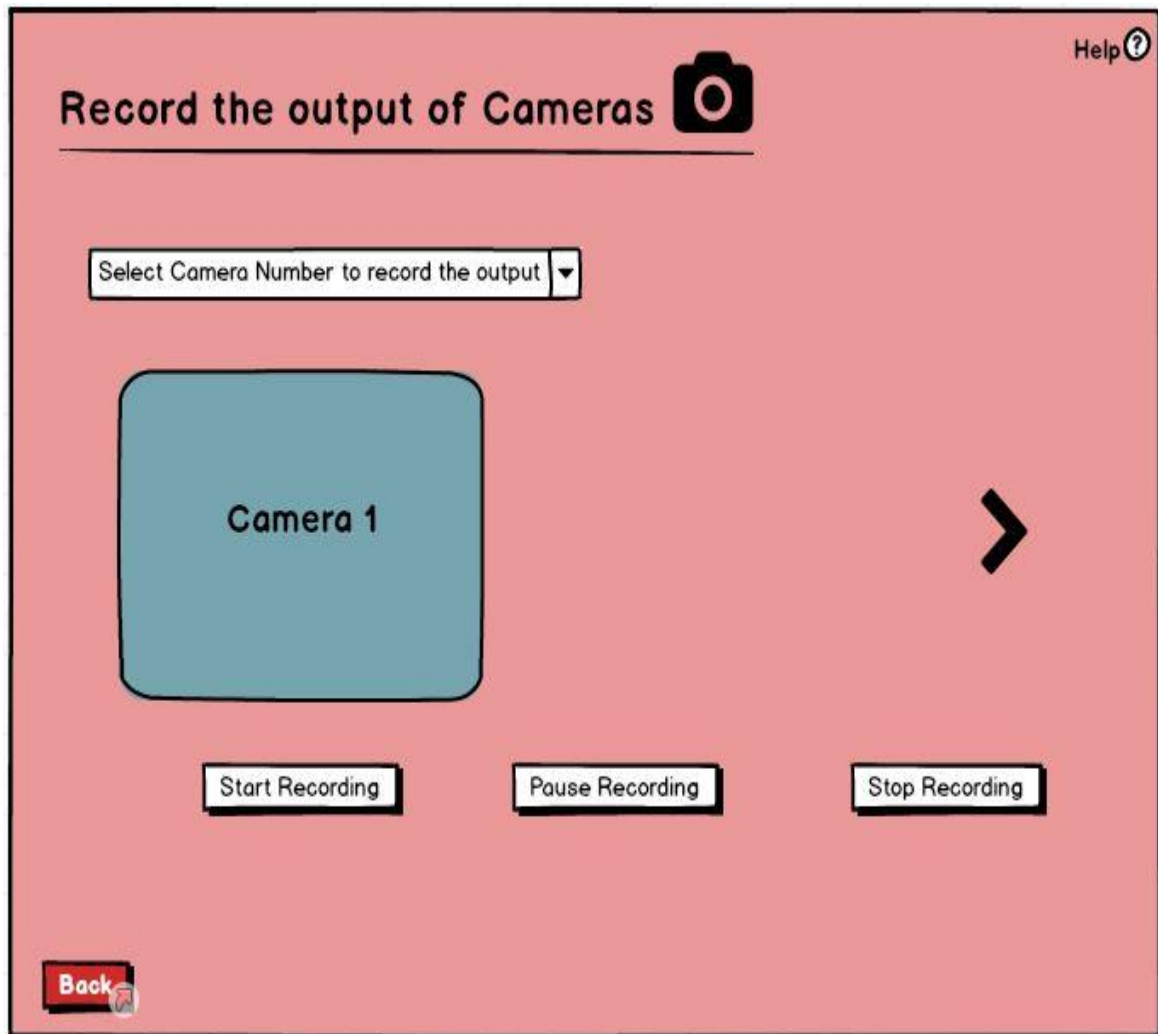 Help?
Record the output of Cameras
Select Camera Number to record the output
Camera 1
Start Recording
Pause Recording
Stop Recording
Back